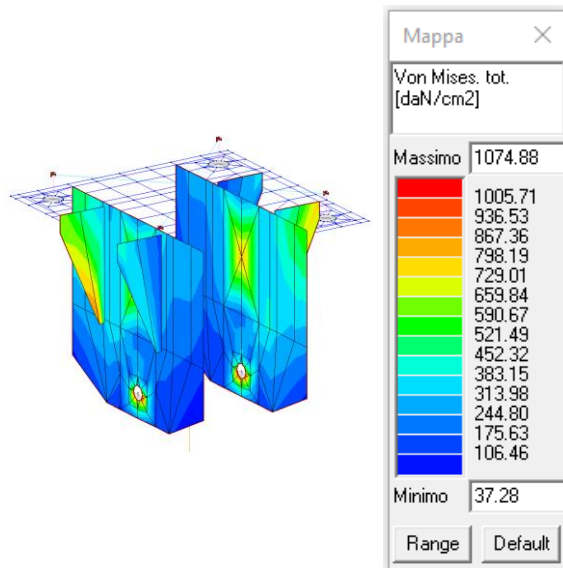 Mappa
Von Mises. tot.
[daN/cm2]
Massimo 1074.88
1005.71
936.53
867.36
798.19
729.01
659.84
590.67
521.49
452.32
383.15
313.98
244.80
175.63
106.46
Minimo 37.28
Range Default